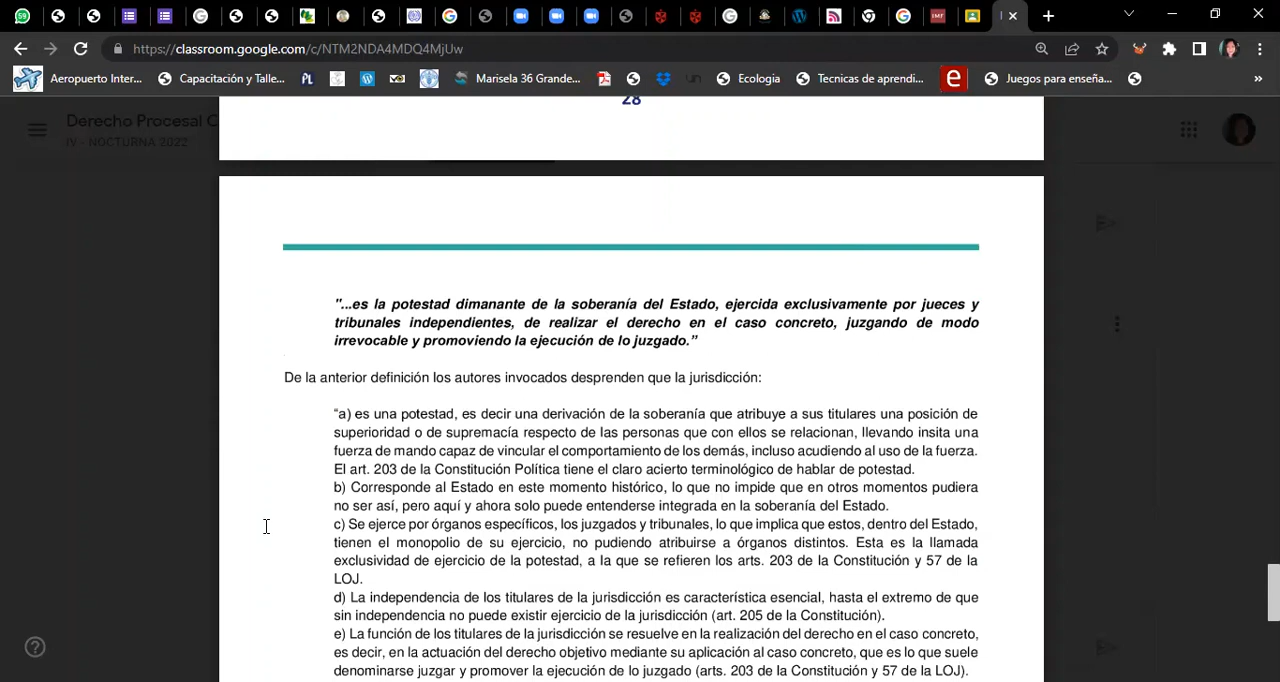 https://classroom.google.com/c/NTM2NDA4MDQ4MjUw
Aeropuerto Inter...
Capacitación y Talle...
Marisela 36 Grande...
Ecologia
Tecnicas de aprendi...
Juegos para enseña...
28
Derecho Procesal C
IV - NOCTURNA 2022
"...es la potestad dimanante de la soberanía del Estado, ejercida exclusivamente por jueces y
tribunales independientes, de realizar el derecho en el caso concreto, juzgando de modo
irrevocable y promoviendo la ejecución de lo juzgado.”
De la anterior definición los autores invocados desprenden que la jurisdicción:
“a) es una potestad, es decir una derivación de la soberanía que atribuye a sus titulares una posición de
superioridad o de supremacía respecto de las personas que con ellos se relacionan, llevando insita una
fuerza de mando capaz de vincular el comportamiento de los demás, incluso acudiendo al uso de la fuerza.
El art. 203 de la Constitución Política tiene el claro acierto terminológico de hablar de potestad.
b) Corresponde al Estado en este momento histórico, lo que no impide que en otros momentos pudiera
no ser así, pero aquí y ahora solo puede entenderse integrada en la soberanía del Estado.
c) Se ejerce por órganos específicos, los juzgados y tribunales, lo que implica que estos, dentro del Estado,
tienen el monopolio de su ejercicio, no pudiendo atribuirse a órganos distintos. Esta es la llamada
exclusividad de ejercicio de la potestad, a la que se refieren los arts. 203 de la Constitución y 57 de la
LOJ.
d) La independencia de los titulares de la jurisdicción es característica esencial, hasta el extremo de que
sin independencia no puede existir ejercicio de la jurisdicción (art. 205 de la Constitución).
e) La función de los titulares de la jurisdicción se resuelve en la realización del derecho en el caso concreto,
es decir, en la actuación del derecho objetivo mediante su aplicación al caso concreto, que es lo que suele
denominarse juzgar y promover la ejecución de lo juzgado (arts. 203 de la Constitución y 57 de la LOJ).